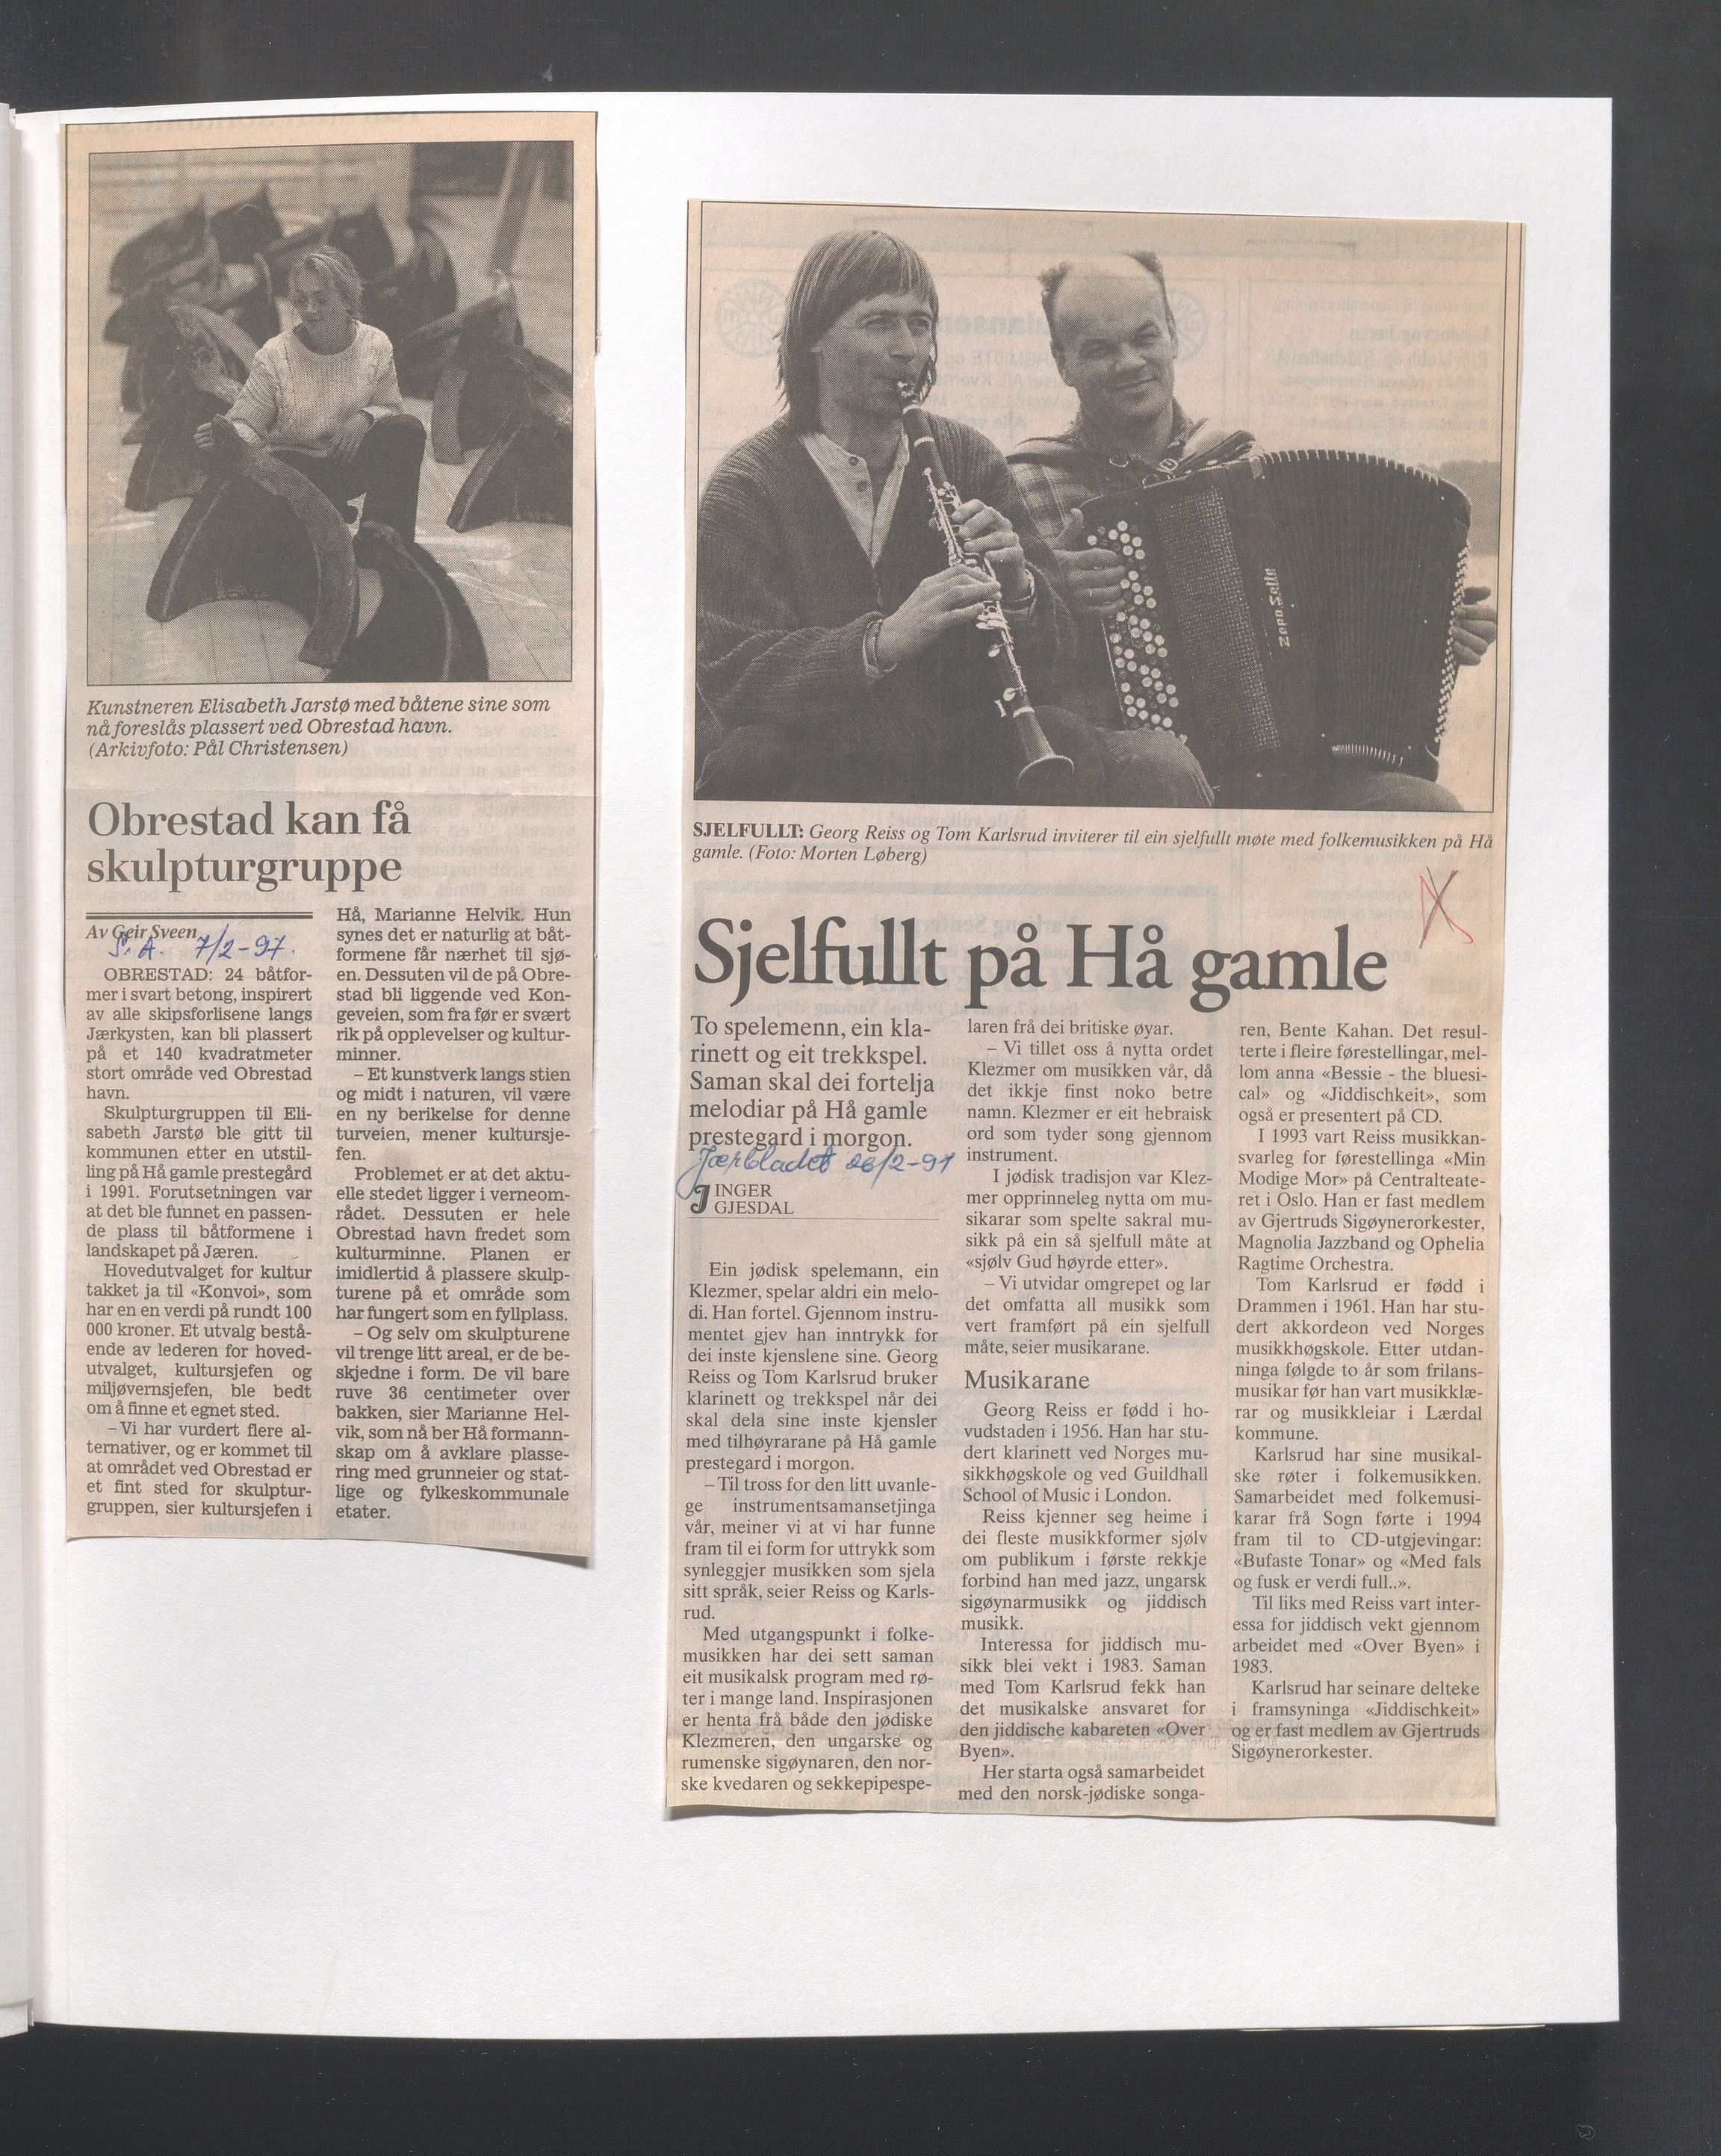 Kunstneren Elisabeth Jarstø med båtene sine som
nå foreslås plassert ved Obrestad havn.
(Arkivfoto: Pål Christensen)
Obrestad kan få
skulpturgruppe
Av Geir Sveen
S. A. 7/2-97.
OBRESTAD: 24 båtfor-
mer i svart betong, inspirert
av alle skipsforlisene langs
Jærkysten, kan bli plassert
på et 140 kvadratmeter
stort område ved Obrestad
havn.
Skulpturgruppen til Eli-
sabeth Jarstø ble gitt til
kommunen etter en utstil-
ling på Hå gamle prestegård
i 1991. Forutsetningen var
at det ble funnet en passen-
de plass til båtformene i
landskapet på Jæren.
Hovedutvalget for kultur
takket ja til «Konvoi», som
har en en verdi på rundt 100
000 kroner. Et utvalg bestå-
ende av lederen for hoved-
utvalget, kultursjefen og
miljøvernsjefen, ble bedt
om å finne et egnet sted.
– Vi har vurdert flere al-
ternativer, og er kommet til
at området ved Obrestad er
et fint sted for skulptur-
gruppen, sier kultursjefen i
Hå, Marianne Helvik. Hun
synes det er naturlig at båt-
formene får nærhet til sjø-
en. Dessuten vil de på Obre-
stad bli liggende ved Kon-
geveien, som fra før er svært
rik på opplevelser og kultur-
minner.
– Et kunstverk langs stien
og midt i naturen, vil være
en ny berikelse for denne
turveien, mener kultursje-
fen.
Problemet er at det aktu-
elle stedet ligger i verneom-
rådet. Dessuten er hele
Obrestad havn fredet som
kulturminne. Planen er
imidlertid å plassere skulp-
turene på et område som
har fungert som en fyllplass.
– Og selv om skulpturene
vil trenge litt areal, er de be-
skjedne i form. De vil bare
ruve 36 centimeter over
bakken, sier Marianne Hel-
vik, som nå ber Hå formann-
skap om å avklare plasse-
ring med grunneier og stat-
lige og fylkeskommunale
etater.
Zero Sette
SJELFULLT: Georg Reiss og Tom Karlsrud inviterer til ein sjelfullt møte med folkemusikken på Hå
gamle. (Foto: Morten Løberg)
Sjelfullt på Hå gamle
To spelemenn, ein kla-
rinett og eit trekkspel.
Saman skal dei fortelja
melodiar på Hå gamle
prestegard i morgon.
Jærbladet 26/2-97
INGER
GJESDAL
Ein jødisk spelemann, ein
Klezmer, spelar aldri ein melo-
di. Han fortel. Gjennom instru-
mentet gjev han inntrykk for
dei inste kjenslene sine. Georg
Reiss og Tom Karlsrud bruker
klarinett og trekkspel når dei
skal dela sine inste kjensler
med tilhøyrarane på Hå gamle
prestegard i morgon.
– Til tross for den litt uvanle-
ge instrumentsamansetjinga
vår, meiner vi at vi har funne
fram til ei form for uttrykk som
synleggjer musikken som sjela
sitt språk, seier Reiss og Karls-
rud.
Med utgangspunkt i folke-
musikken har dei sett saman
eit musikalsk program med rø-
ter i mange land. Inspirasjonen
er henta frå både den jødiske
Klezmeren, den ungarske og
rumenske sigøynaren, den nor-
ske kvedaren og sekkepipespe-
laren frå dei britiske øyar.
– Vi tillet oss å nytta ordet
Klezmer om musikken vår, då
det ikkje finst noko betre
namn. Klezmer er eit hebraisk
ord som tyder song gjennom
instrument.
I jødisk tradisjon var Klez-
mer opprinneleg nytta om mu-
sikarar som spelte sakral mu-
sikk på ein så sjelfull måte at
«sjølv Gud høyrde etter».
– Vi utvidar omgrepet og lar
det omfatta all musikk som
vert framført på ein sjelfull
måte, seier musikarane.
Musikarane
Georg Reiss er fødd i ho-
vudstaden i 1956. Han har stu-
dert klarinett ved Norges mu-
sikkhøgskole og ved Guildhall
School of Music i London.
Reiss kjenner seg heime i
dei fleste musikkformer sjølv
om publikum i første rekkje
forbind han med jazz, ungarsk
sigøynarmusikk og jiddisch
musikk.
Interessa for jiddisch mu-
sikk blei vekt i 1983. Saman
med Tom Karlsrud fekk han
det musikalske ansvaret for
den jiddische kabareten «Over
Byen».
Her starta også samarbeidet
med den norsk-jødiske songa-
ren, Bente Kahan. Det resul-
terte i fleire førestellingar, mel-
lom anna «Bessie - the bluesi-
cal» og «Jiddischkeit», som
også er presentert på CD.
I 1993 vart Reiss musikkan-
svarleg for førestellinga «Min
Modige Mor» på Centralteate-
ret i Oslo. Han er fast medlem
av Gjertruds Sigøynerorkester,
Magnolia Jazzband og Ophelia
Ragtime Orchestra.
Tom Karlsrud er fødd i
Drammen i 1961. Han har stu-
dert akkordeon ved Norges
musikkhøgskole. Etter utdan-
ninga følgde to år som frilans-
musikar før han vart musikklæ-
rar og musikkleiar i Lærdal
kommune.
Karlsrud har sine musikal-
ske røter i folkemusikken.
Samarbeidet med folkemusi-
karar frå Sogn førte i 1994
fram til to CD-utgjevingar:
«Bufaste Tonar» og «Med fals
og fusk er verdi full..».
Til liks med Reiss vart inter-
essa for jiddisch vekt gjennom
arbeidet med «Over Byen» i
1983.
Karlsrud har seinare delteke
i framsyninga «Jiddischkeit»
og er fast medlem av Gjertruds
Sigøynerorkester.